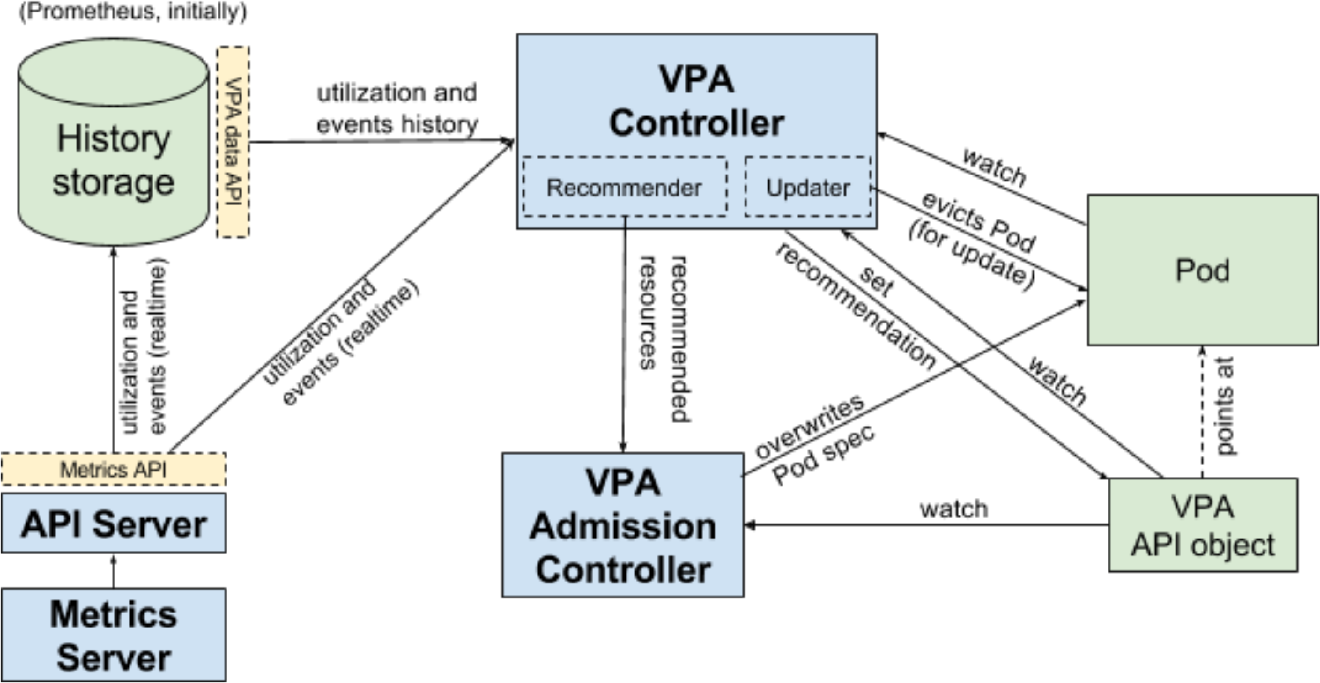 (Prometheus, initially)
History
storage
VPA data API
utilization and
events history
VPA
Controller
Recommender
Updater
watch
evicts Pod
(for update)
Pod
utilization and
events (realtime)
utilization and
events (realtime)
recommended
resources
set
recommendation
watch
points at
overwrites
Pod spec
Metrics API
API Server
Metrics
Server
VPA
Admission
Controller
watch
VPA
API object